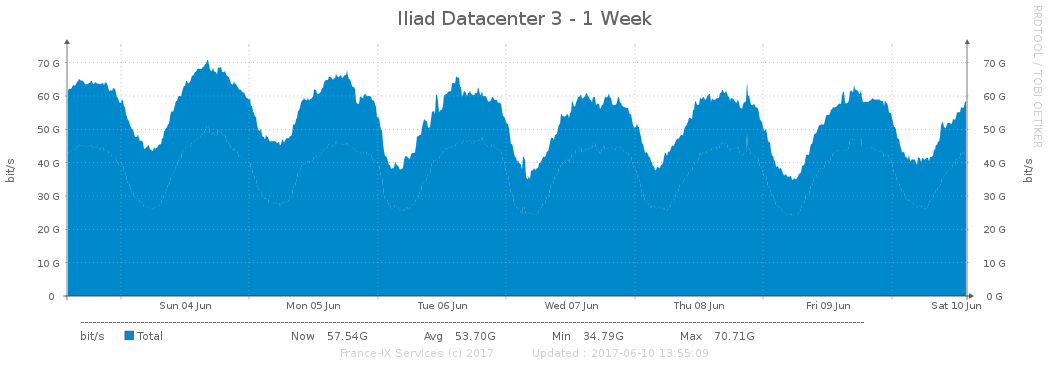 Iliad Datacenter 3 - 1 Week
RRDTOOL / TOBI OETIKER
bit/s
bit/s
70 G 70 G
60 G 60 G
50 G 50 G
40 G 40 G
30 G 30 G
20 G 20 G
10 G 10 G
0 0 G
Sun 04 Jun Mon 05 Jun Tue 06 Jun Wed 07 Jun Thu 08 Jun Fri 09 Jun Sat 10 Jun
bit/s Total Now 57.54G Avg 53.70G Min 34.79G Max 70.71G
France-IX Services (c) 2017 Updated : 2017-06-10 13:55:09